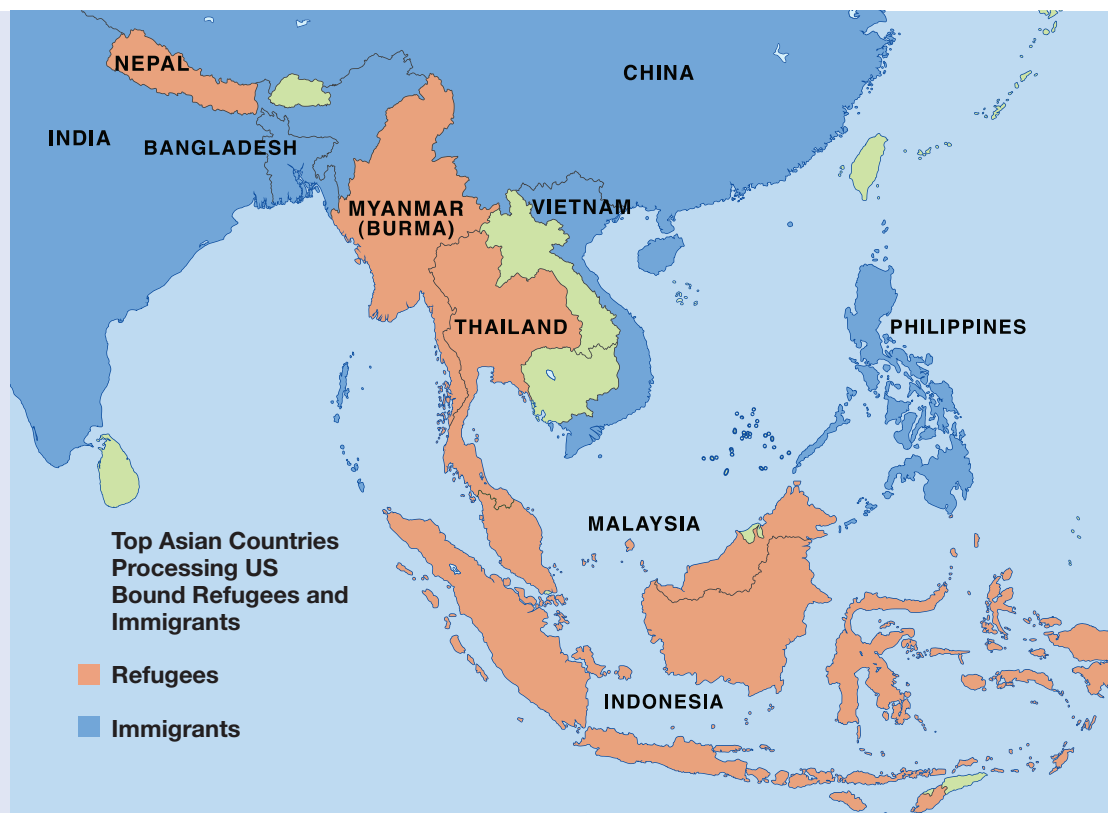 NEPAL
CHINA
INDIA
BANGLADESH
MYANMAR
(BURMA)
VIETNAM
THAILAND
PHILIPPINES
MALAYSIA
INDONESIA
Top Asian Countries
Processing US
Bound Refugees and
Immigrants
Refugees
Immigrants